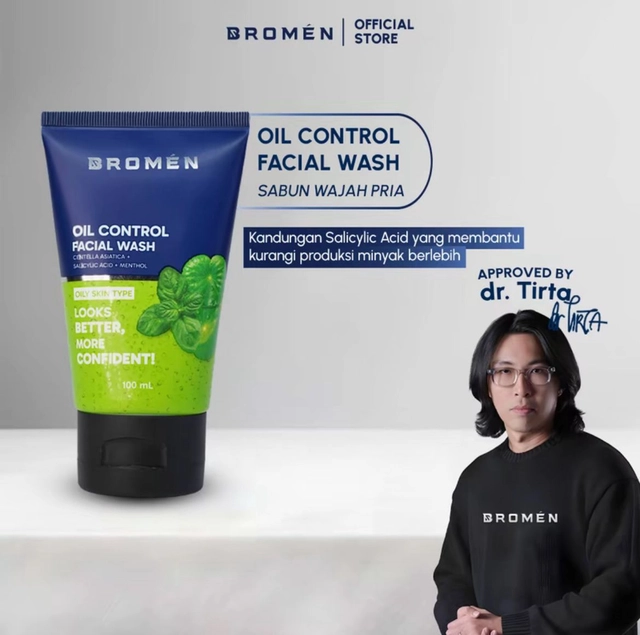 BROMÉN
OFFICIAL
STORE
BROMÉN
OIL CONTROL
FACIAL WASH
CENTELLA ASIATICA •
SALICYLIC ACID • MENTHOL
OILY SKIN TYPE
LOOKS
BETTER,
MORE
CONFIDENT!
100 mL
OIL CONTROL
FACIAL WASH
SABUN WAJAH PRIA
Kandungan Salicylic Acid yang membantu
kurangi produksi minyak berlebih
APPROVED BY
dr. Tirta
dr TIRTA
BROMÉN